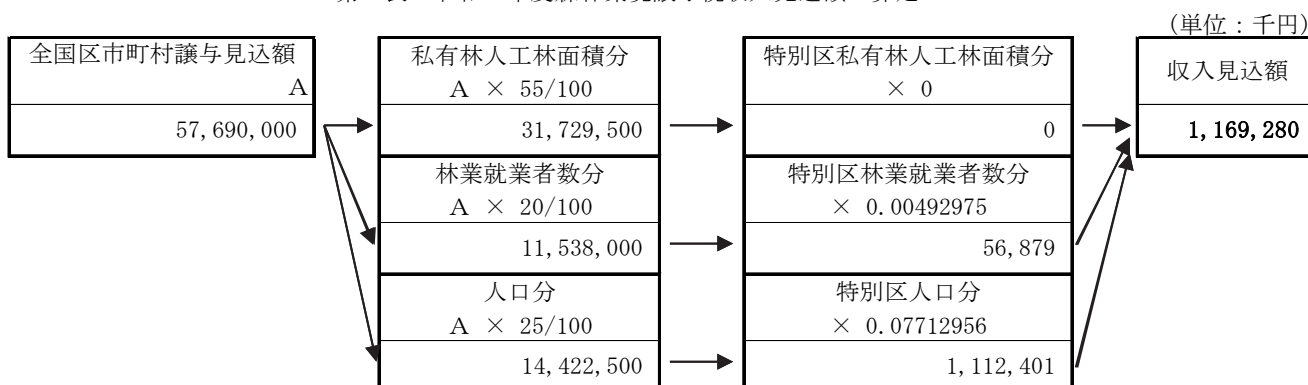 (単位:千円)
全国区市町村譲与見込額
A
57,690,000
私有林人工林面積分
A × 55/100
31,729,500
特別区私有林人工林面積分
× 0
0
収入見込額
1,169,280
林業就業者数分
A × 20/100
11,538,000
特別区林業就業者数分
× 0.00492975
56,879
人口分
A × 25/100
14,422,500
特別区人口分
× 0.07712956
1,112,401